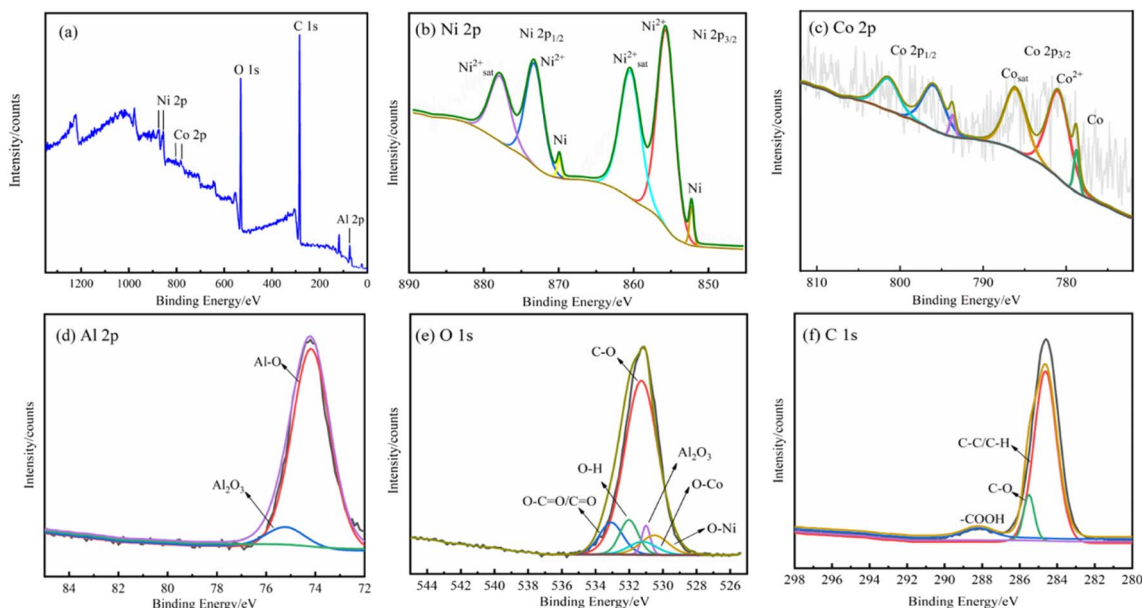 (a)
C 1s
O 1s
Ni 2p
Co 2p
Al 2p
Intensity/counts
1200 1000 800 600 400 200 0
Binding Energy/eV
(b) Ni 2p
Ni 2p1/2
Ni2+
Ni2+
Ni 2p3/2
Ni2+sat
Ni2+
Ni2+sat
Ni
Ni
Intensity/counts
890 880 870 860 850
Binding Energy/eV
(c) Co 2p
Co 2p1/2
Co 2p3/2
Cosat
Co2+
Co
Intensity/counts
810 800 790 780
Binding Energy/eV
(d) Al 2p
Al-O
Al2O3
Intensity/counts
84 82 80 78 76 74 72
Binding Energy/eV
(e) O 1s
C-O
Al2O3
O-H
O-Co
O-C=O/C=O
O-Ni
Intensity/counts
544 542 540 538 536 534 532 530 528 526
Binding Energy/eV
(f) C 1s
C-C/C-H
C-O
-COOH
Intensity/counts
298 296 294 292 290 288 286 284 282 280
Binding Energy/eV